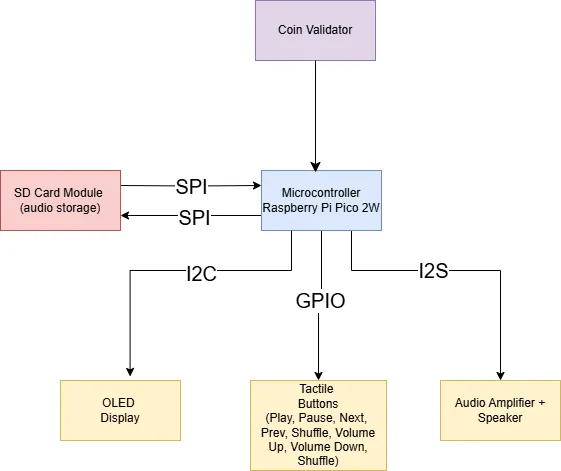 Coin Validator
SD Card Module
(audio storage)
SPI
SPI
Microcontroller
Raspberry Pi Pico 2W
I2C
GPIO
I2S
OLED
Display
Tactile
Buttons
(Play, Pause, Next,
Prev, Shuffle, Volume
Up, Volume Down,
Shuffle)
Audio Amplifier +
Speaker